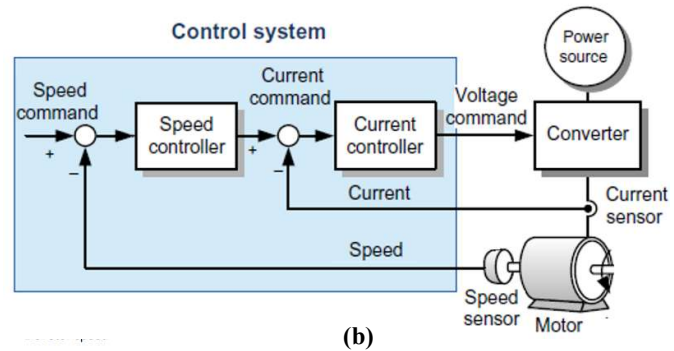 Control system
Power
source
Speed
command
Current
command
Voltage
command
Speed
controller
Current
controller
Converter
+
−
+
−
Current
Current
sensor
Speed
Speed
sensor
Motor
(b)